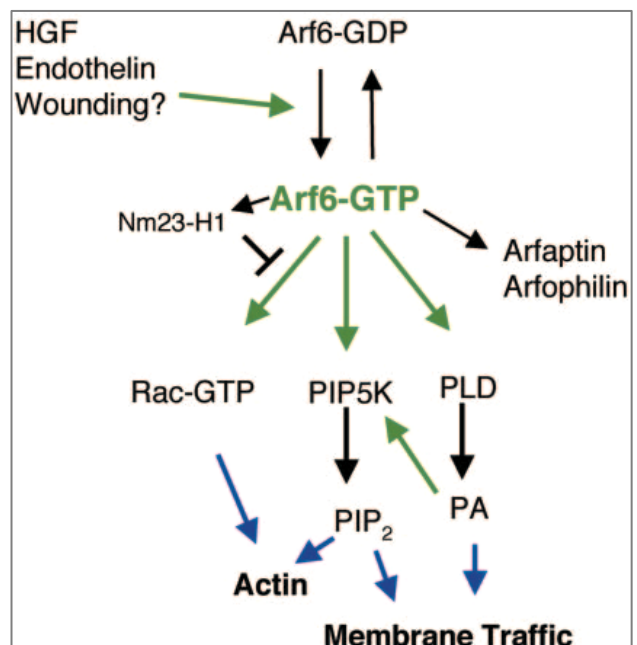 HGF
Endothelin
Wounding?
Arf6-GDP
Arf6-GTP
Nm23-H1
Arfaptin
Arfophilin
Rac-GTP
PIP5K
PLD
PIP2
PA
Actin
Membrane Traffic